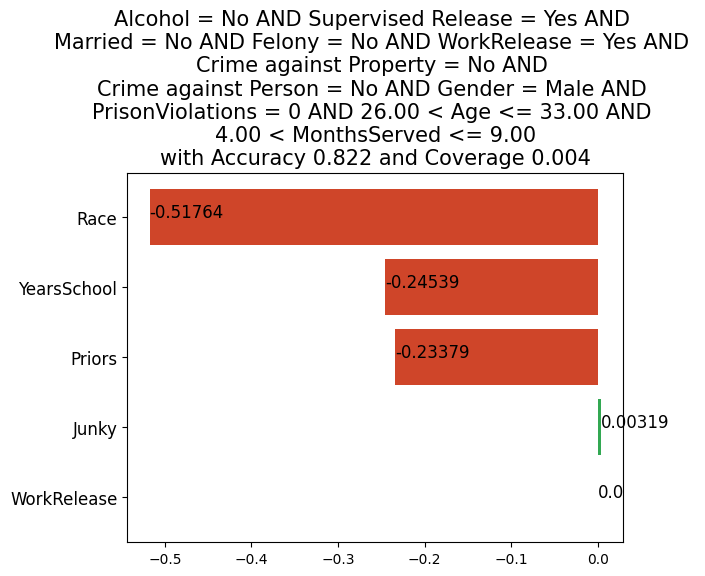 Alcohol = No AND Supervised Release = Yes AND
Married = No AND Felony = No AND WorkRelease = Yes AND
Crime against Property = No AND
Crime against Person = No AND Gender = Male AND
PrisonViolations = 0 AND 26.00 < Age <= 33.00 AND
4.00 < MonthsServed <= 9.00
with Accuracy 0.822 and Coverage 0.004
Race -0.51764
YearsSchool -0.24539
Priors -0.23379
Junky 0.00319
WorkRelease 0.0
−0.5 −0.4 −0.3 −0.2 −0.1 0.0